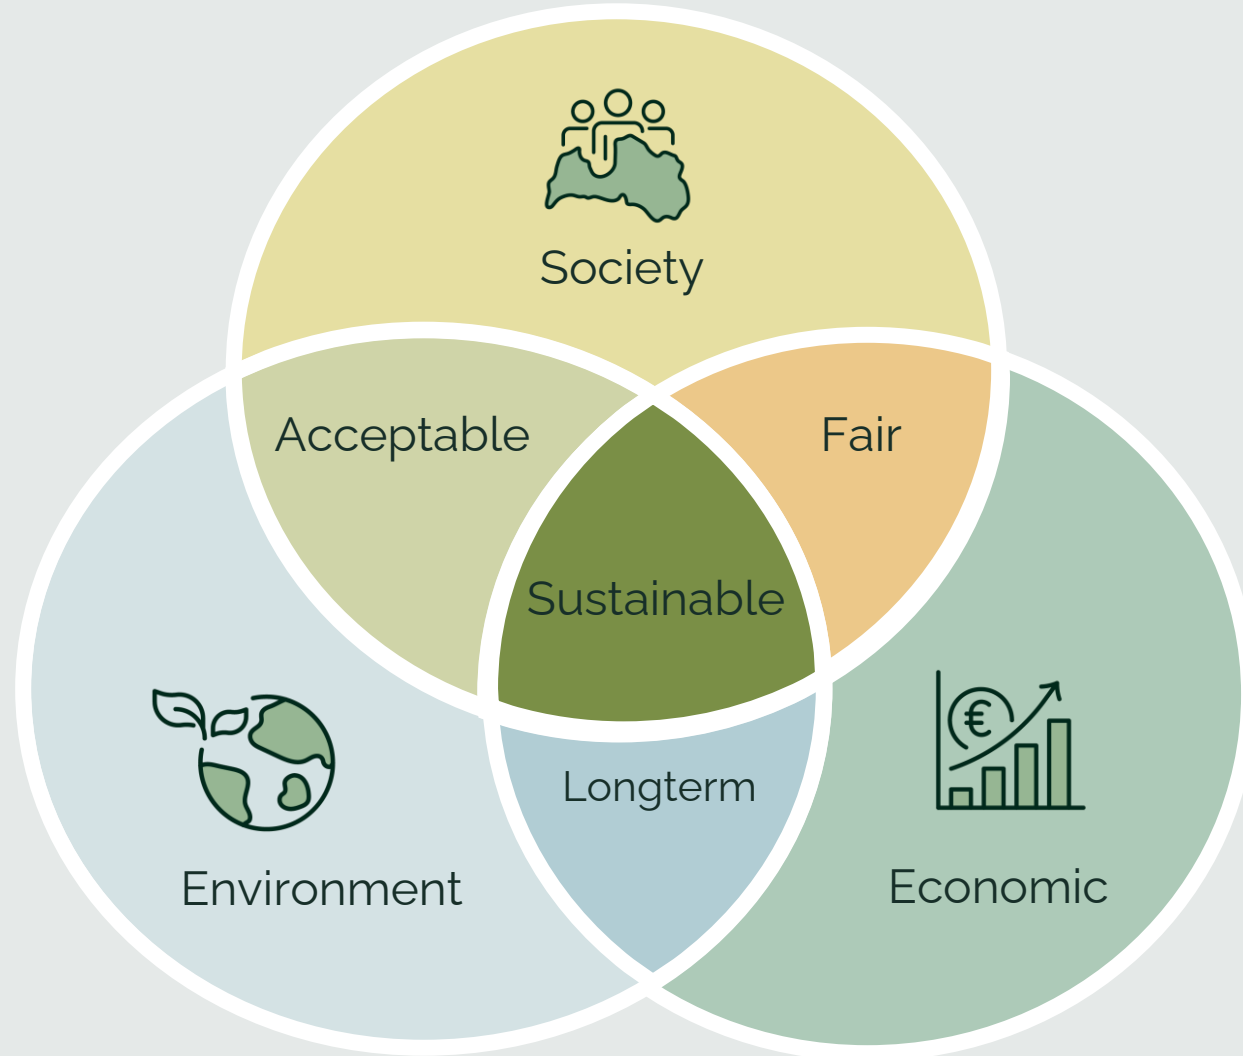 Society
Acceptable
Fair
Sustainable
€
Longterm
Environment
Economic